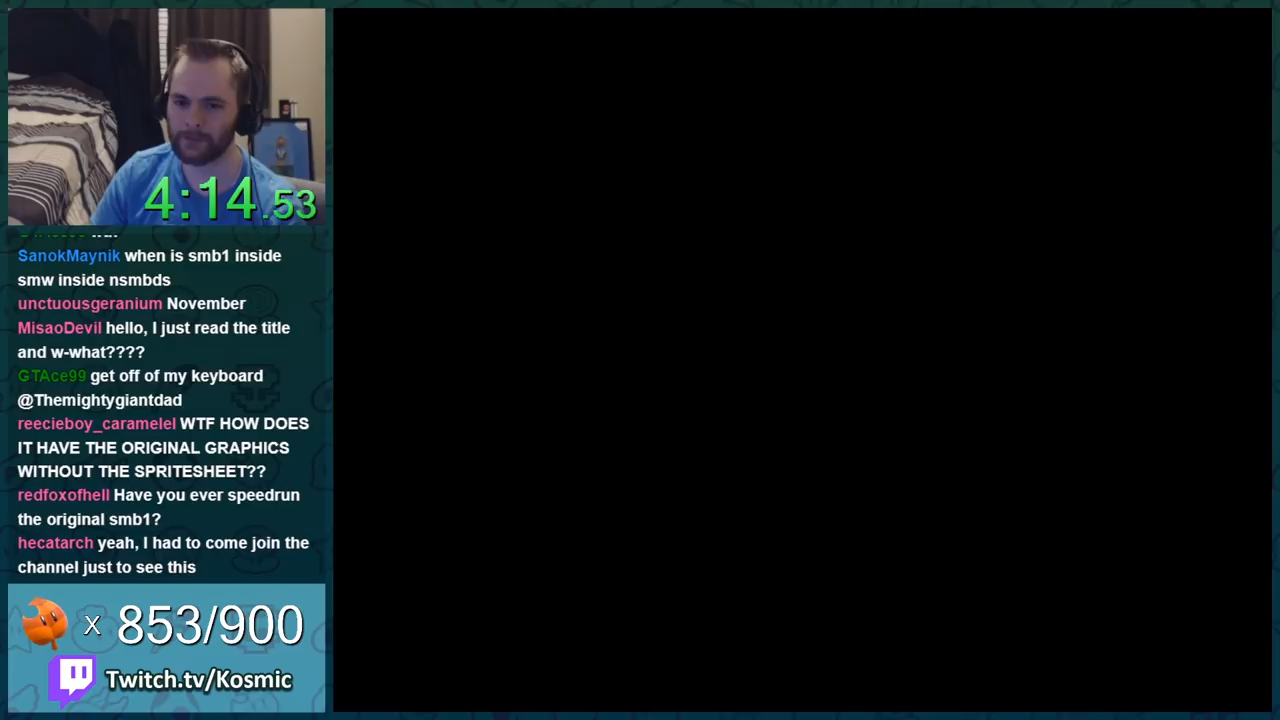 4:14.53
SanokMaynik when is smb1 inside
smw inside nsmbds
unctuousgeranium November
MisaoDevil hello, I just read the title
and w-what????
GTAce99 get off of my keyboard
@Themightygiantdad
reecieboy_caramelel WTF HOW DOES
IT HAVE THE ORIGINAL GRAPHICS
WITHOUT THE SPRITESHEET??
redfoxofhell Have you ever speedrun
the original smb1?
hecatarch yeah, I had to come join the
channel just to see this
x 853/900
Twitch.tv/Kosmic